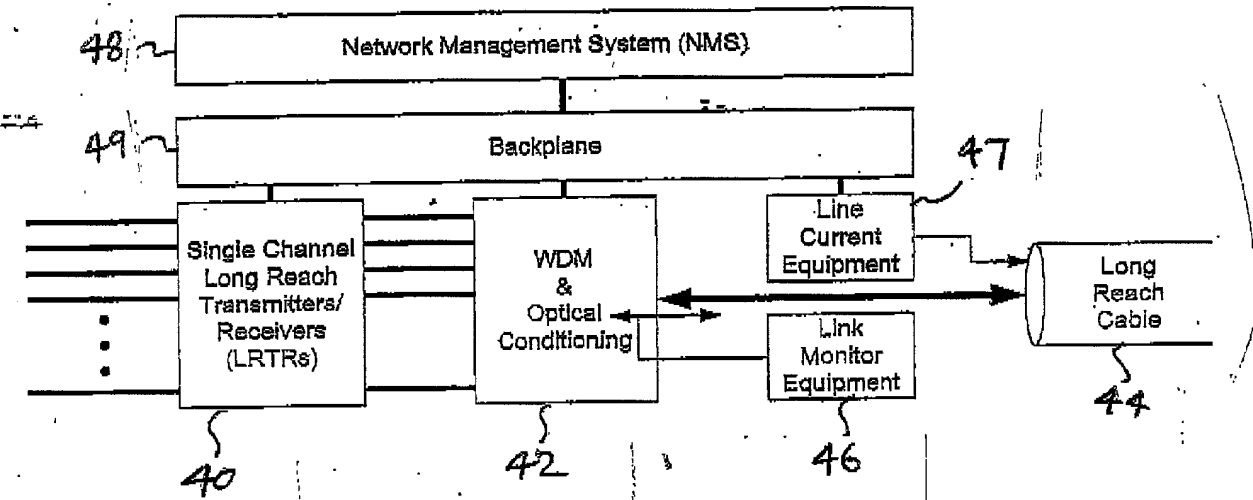 48
Network Management System (NMS)
49
Backplane
47
Line
Current
Equipment
Single Channel
Long Reach
Transmitters/
Receivers
(LRTRs)
WDM
&
Optical
Conditioning
Long
Reach
Cable
Link
Monitor
Equipment
40
42
46
44